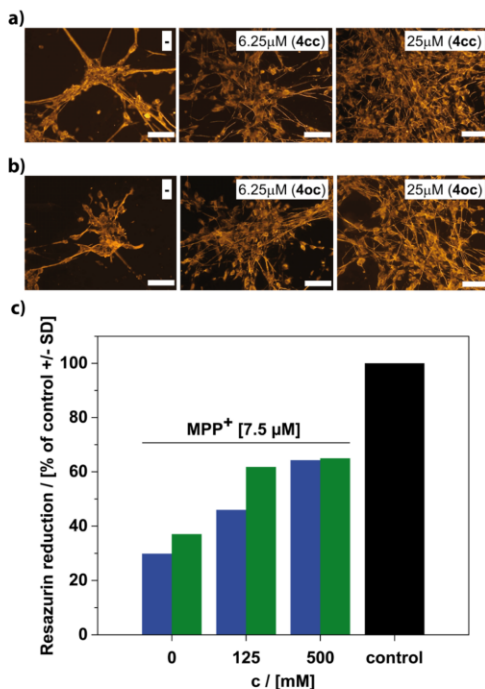 a)
-
6.25µM (4cc)
25µM (4cc)
b)
-
6.25µM (4oc)
25µM (4oc)
c)
Resazurin reduction / [% of control +/- SD]
100
80
60
40
20
0
MPP+ [7.5 µM]
0 125 500 control
c / [mM]